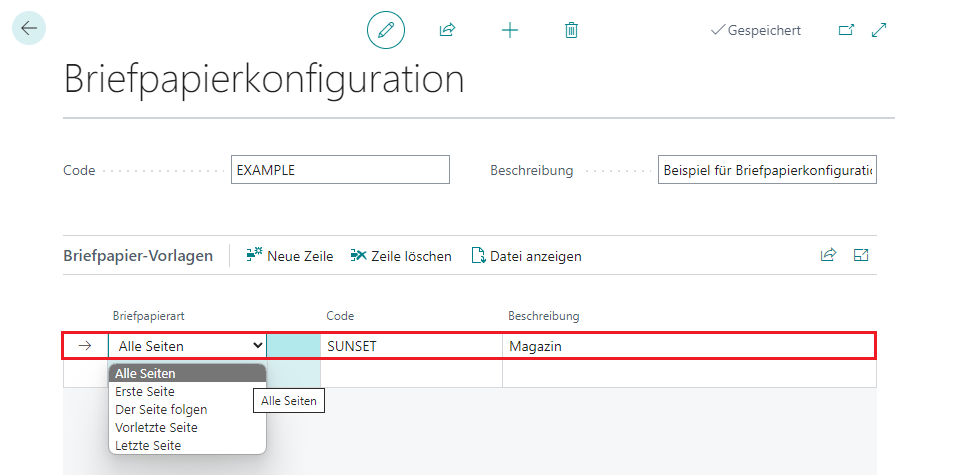 Gespeichert
Briefpapierkonfiguration
Code EXAMPLE Beschreibung Beispiel für Briefpapierkonfiguratio
Briefpapier-Vorlagen Neue Zeile Zeile löschen Datei anzeigen
Briefpapierart Code Beschreibung
Alle Seiten SUNSET Magazin
Alle Seiten
Erste Seite
Der Seite folgen
Alle Seiten
Vorletzte Seite
Letzte Seite